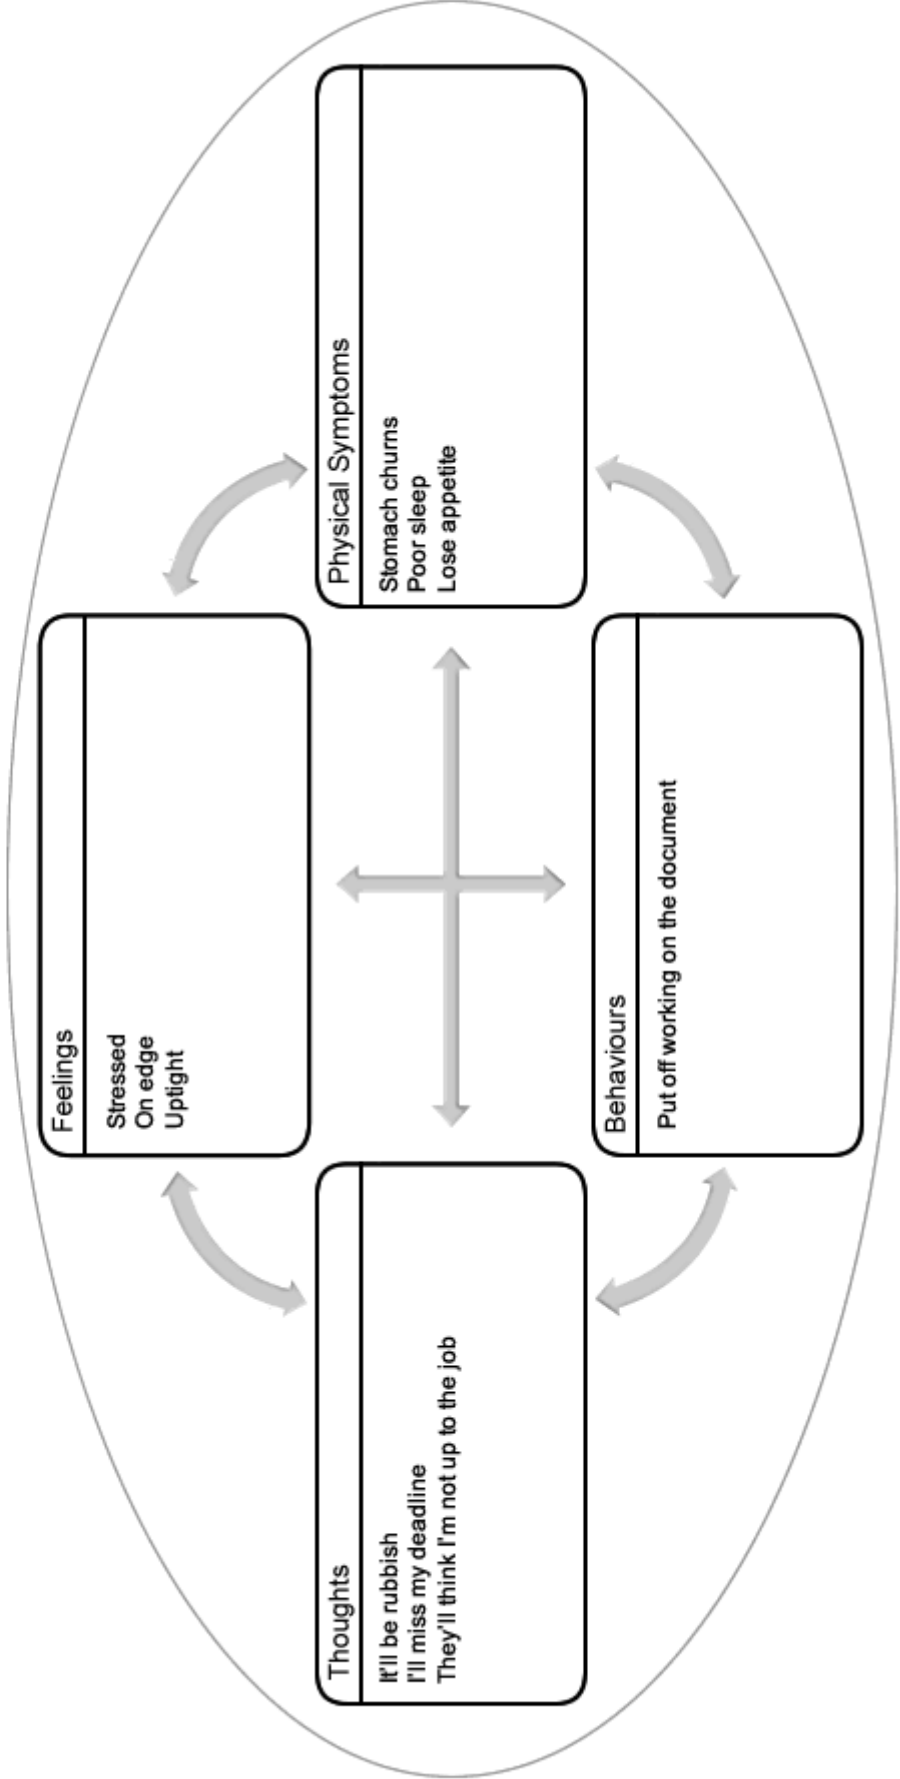 Feelings
Stressed
On edge
Uptight
Thoughts
It'll be rubbish
I'll miss my deadline
They'll think I'm not up to the job
Physical Symptoms
Stomach churns
Poor sleep
Lose appetite
Behaviours
Put off working on the document